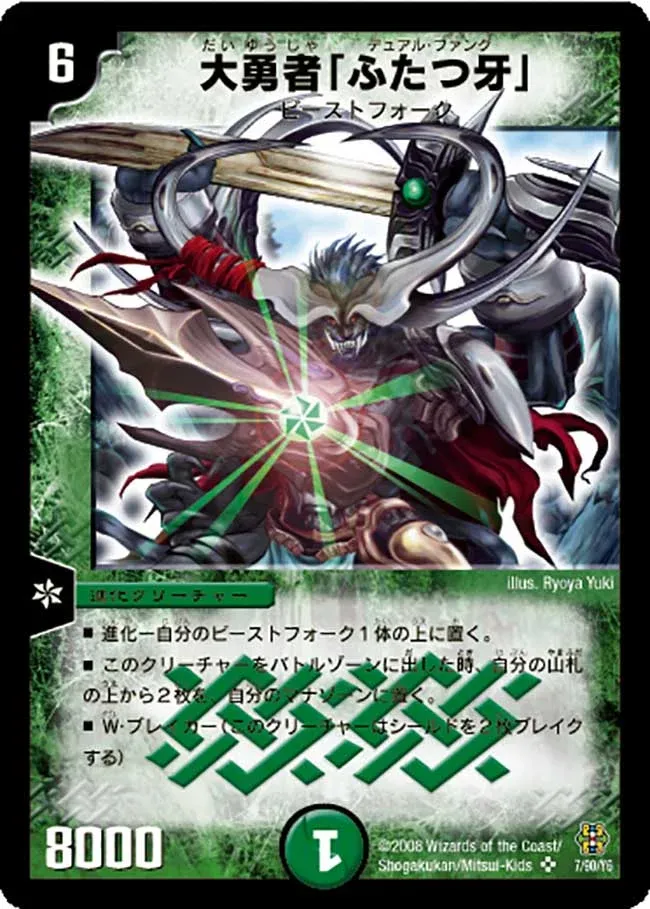 6
だいゆうしゃ デュアル・ファング
大勇者「ふたつ牙」
ビーストフォーク
illus. Ryoya Yuki
進化クリーチャー
■ 進化ー自分のビーストフォーク1体の上に置く。
■ このクリーチャーをバトルゾーンに出した時、自分の山札
の上から2枚を、自分のマナゾーンに置く。
■ W・ブレイカー(このクリーチャーはシールドを2枚ブレイク
する)
8000
1
©2008 Wizards of the Coast/
Shogakukan/Mitsui-Kids
7/90/Y6